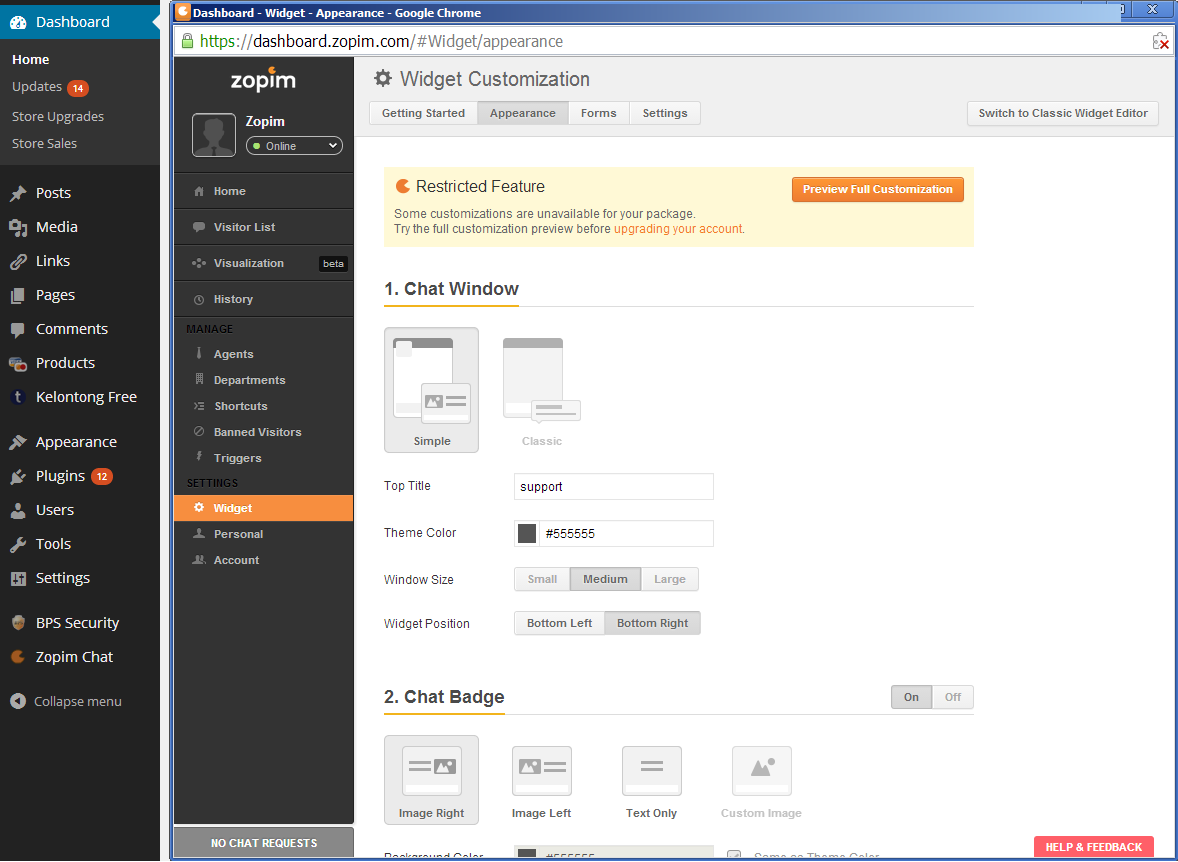 Dashboard
Home
Updates 14
Store Upgrades
Store Sales
Posts
Media
Links
Pages
Comments
Products
Kelontong Free
Appearance
Plugins 12
Users
Tools
Settings
BPS Security
Zopim Chat
Collapse menu
Dashboard - Widget - Appearance - Google Chrome
https://dashboard.zopim.com/#Widget/appearance
zopim
Zopim
Online
Home
Visitor List
Visualization beta
History
MANAGE
Agents
Departments
Shortcuts
Banned Visitors
Triggers
SETTINGS
Widget
Personal
Account
NO CHAT REQUESTS
Widget Customization
Getting Started Appearance Forms Settings Switch to Classic Widget Editor
Restricted Feature
Preview Full Customization
Some customizations are unavailable for your package.
Try the full customization preview before upgrading your account.
1. Chat Window
Simple Classic
Top Title support
Theme Color #555555
Window Size Small Medium Large
Widget Position Bottom Left Bottom Right
2. Chat Badge On Off
Image Right Image Left Text Only Custom Image
Background Color #555555 Same as Theme Color
HELP & FEEDBACK